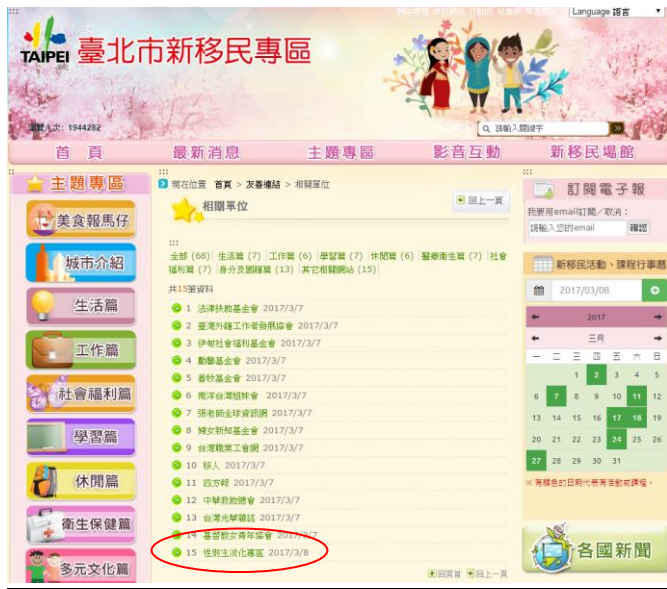 Language 語言
TAIPEI 臺北市新移民專區
瀏覽人次: 1944282
請輸入關鍵字
首頁 最新消息 主題專區 影音互動 新移民場館
主題專區
美食報馬仔
城市介紹
生活篇
工作篇
社會福利篇
學習篇
休閒篇
衛生保健篇
多元文化篇
現在位置 首頁 > 友善連結 > 相關單位
相關單位
回上一頁
全部 (68) 生活篇 (7) 工作篇 (6) 學習篇 (7) 休閒篇 (6) 醫療衛生篇 (7) 社會
福利篇 (7) 身分及國籍篇 (13) 其它相關網站 (15)
共15筆資料
1 法律扶助基金會 2017/3/7
2 臺灣外籍工作者發展協會 2017/3/7
3 伊甸社會福利基金會 2017/3/7
4 勵馨基金會 2017/3/7
5 善牧基金會 2017/3/7
6 南洋台灣姐妹會 2017/3/7
7 張老師全球資訊網 2017/3/7
8 婦女新知基金會 2017/3/7
9 台灣職業工會網 2017/3/7
10 移人 2017/3/7
11 四方報 2017/3/7
12 中華救助總會 2017/3/7
13 台灣光華雜誌 2017/3/7
14 基督教女青年協會 2017/3/7
15 性別主流化專區 2017/3/8
回頁首 回上一頁
訂閱電子報
我要用email訂閱／取消：
請輸入您的email 確認
新移民活動、課程行事曆
2017/03/08
2017
三月
一 二 三 四 五 六 日
1 2 3 4 5
6 7 8 9 10 11 12
13 14 15 16 17 18 19
20 21 22 23 24 25 26
27 28 29 30 31
※ 有顏色的日期代表有活動或課程。
各國新聞